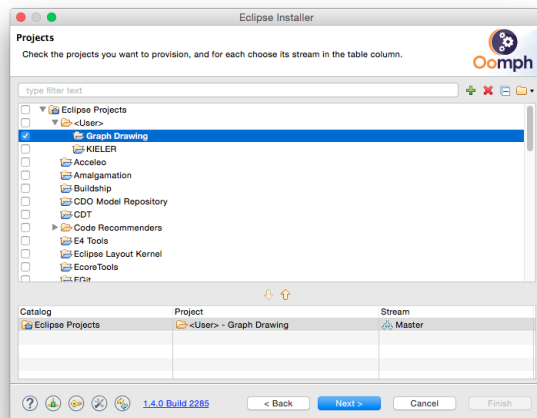 Eclipse Installer
Projects
Check the projects you want to provision, and for each choose its stream in the table column.
Oomph
type filter text
Eclipse Projects
<User>
Graph Drawing
KIELER
Acceleo
Amalgamation
Buildship
CDO Model Repository
CDT
Code Recommenders
E4 Tools
Eclipse Layout Kernel
EcoreTools
EGit
Catalog Project Stream
Eclipse Projects <User> - Graph Drawing Master
1.4.0 Build 2265 < Back Next > Cancel Finish